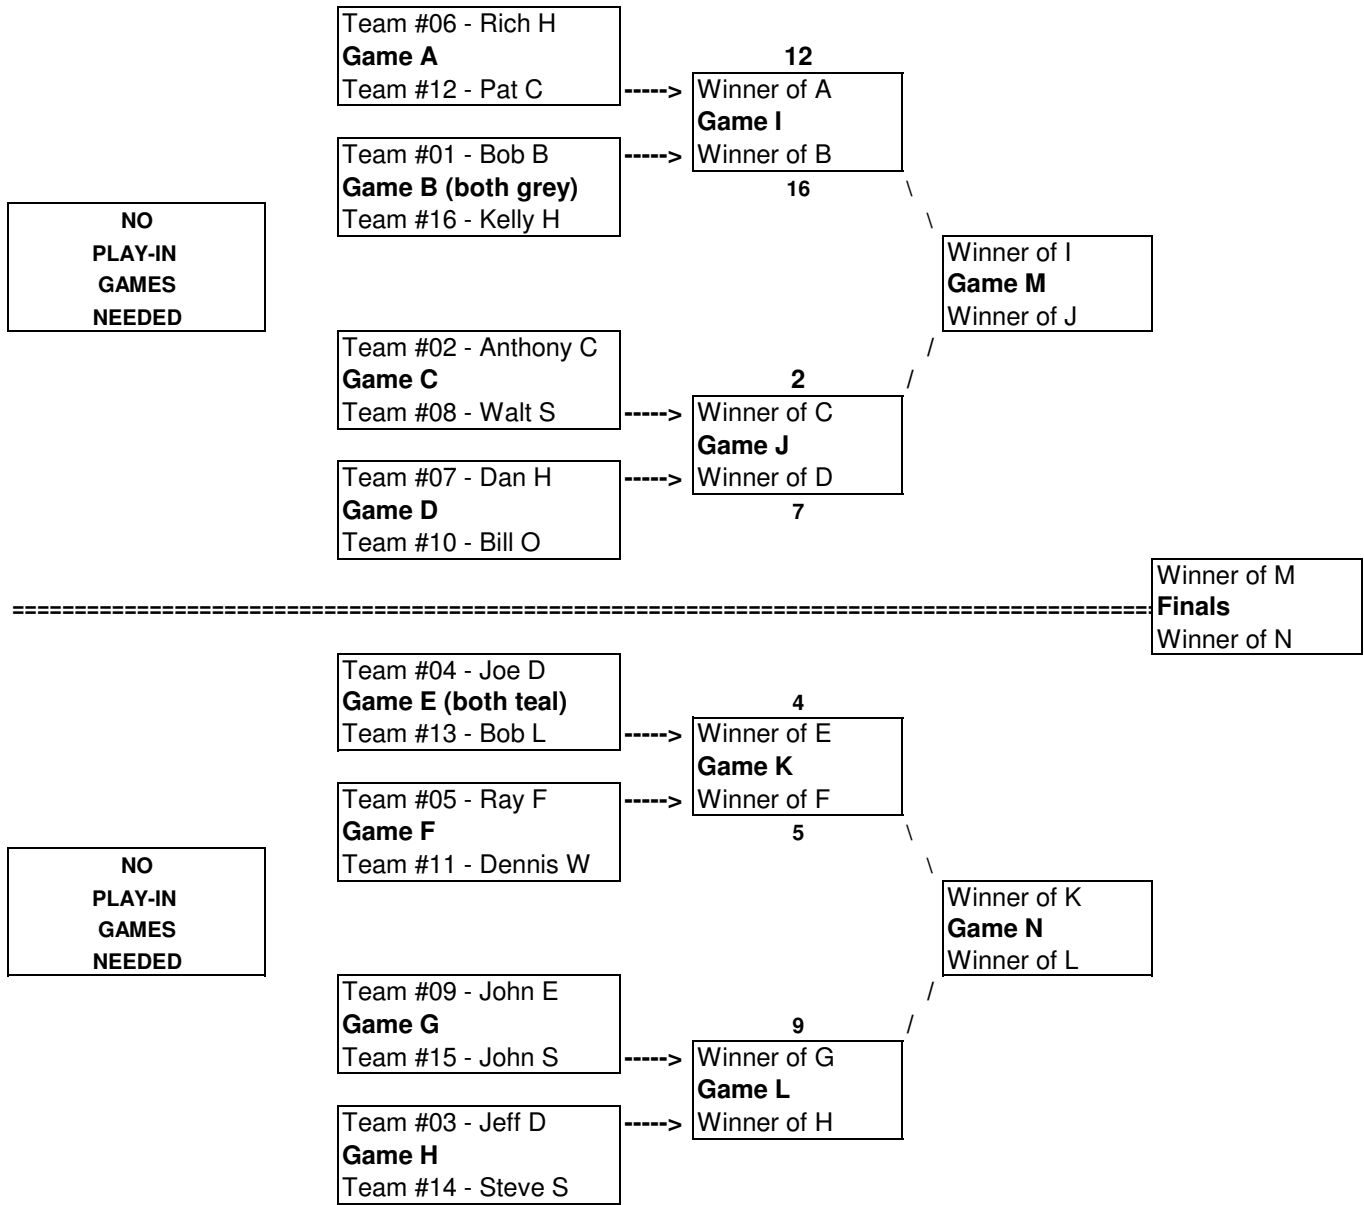 Team #06 - Rich H
Game A
Team #12 - Pat C
----->
12
Winner of A
Game I
Winner of B
16
Team #01 - Bob B
Game B (both grey)
Team #16 - Kelly H
----->
\
\
NO
PLAY-IN
GAMES
NEEDED
Winner of I
Game M
Winner of J
/
/
Team #02 - Anthony C
Game C
Team #08 - Walt S
----->
2
Winner of C
Game J
Winner of D
7
Team #07 - Dan H
Game D
Team #10 - Bill O
----->
Winner of M
Finals
Winner of N
===========================================================================================
Team #04 - Joe D
Game E (both teal)
Team #13 - Bob L
----->
4
Winner of E
Game K
Winner of F
5
Team #05 - Ray F
Game F
Team #11 - Dennis W
----->
\
\
NO
PLAY-IN
GAMES
NEEDED
Winner of K
Game N
Winner of L
/
/
Team #09 - John E
Game G
Team #15 - John S
----->
9
Winner of G
Game L
Winner of H
Team #03 - Jeff D
Game H
Team #14 - Steve S
----->